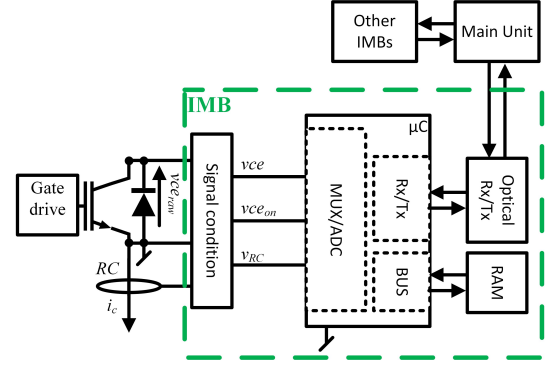 Other
IMBs
Main Unit
IMB
μC
Gate
drive
vce_raw
Signal condition
vce
vce_on
v_RC
MUX/ADC
Rx/Tx
Optical
Rx/Tx
BUS
RAM
RC
i_c